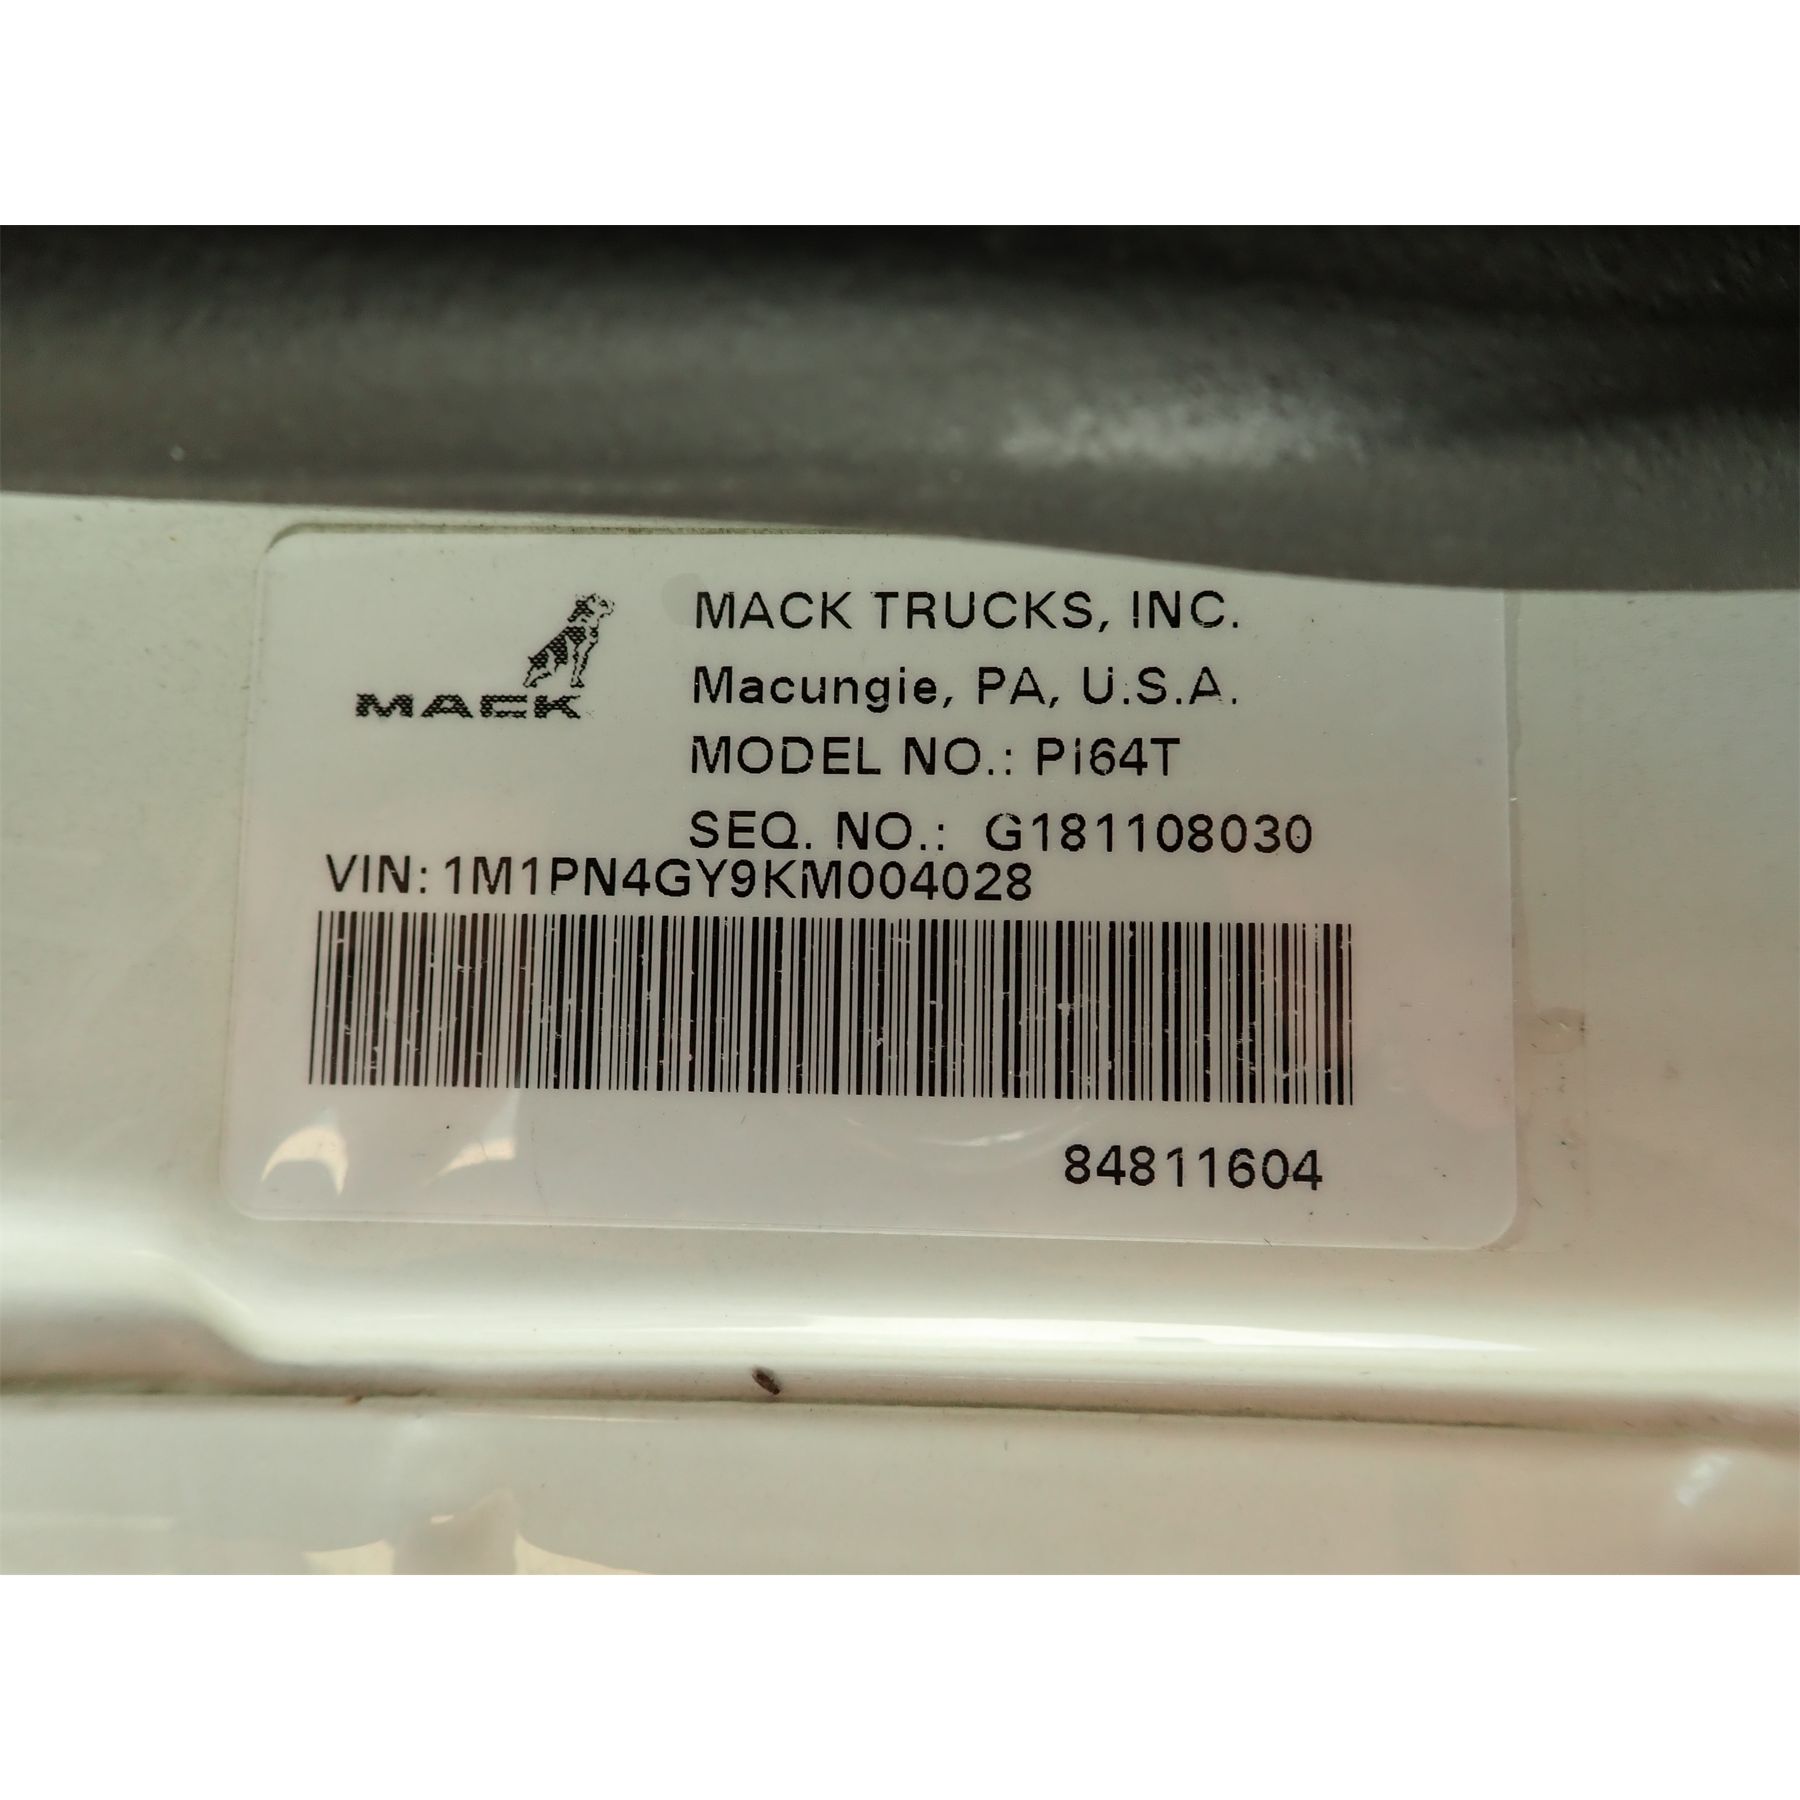 MACK
MACK TRUCKS, INC.
Macungie, PA, U.S.A.
MODEL NO.: PI64T
SEQ. NO.: G181108030
VIN: 1M1PN4GY9KM004028
84811604